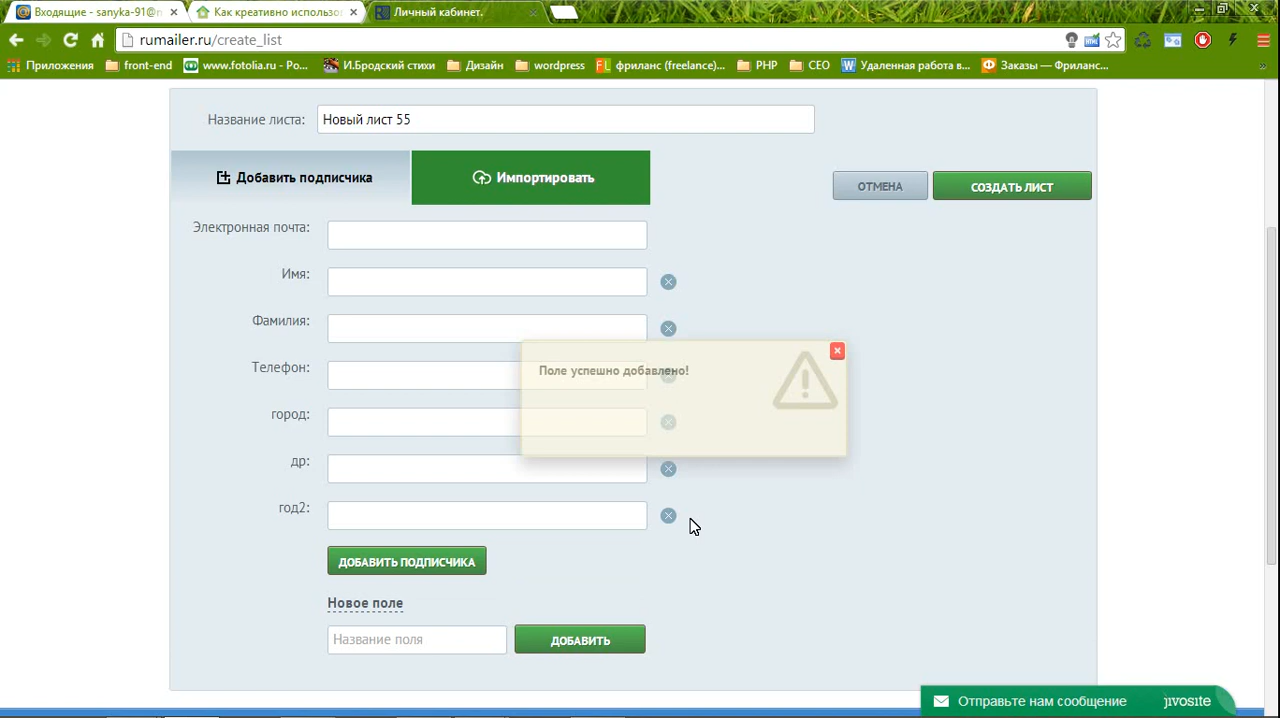 Входящие - sanyka-91@
Как креативно использо
Личный кабинет.
rumailer.ru/create_list
Приложения
front-end
www.fotolia.ru - Ро...
И.Бродский стихи
Дизайн
wordpress
фриланс (freelance)...
PHP
СЕО
Удаленная работа в...
Заказы — Фриланс...
Название листа:
Новый лист 55
Добавить подписчика
Импортировать
ОТМЕНА
СОЗДАТЬ ЛИСТ
Электронная почта:
Имя:
Фамилия:
Поле успешно добавлено!
Телефон:
город:
др:
год2:
ДОБАВИТЬ ПОДПИСЧИКА
Новое поле
Название поля
ДОБАВИТЬ
Отправьте нам сообщение
jivosite